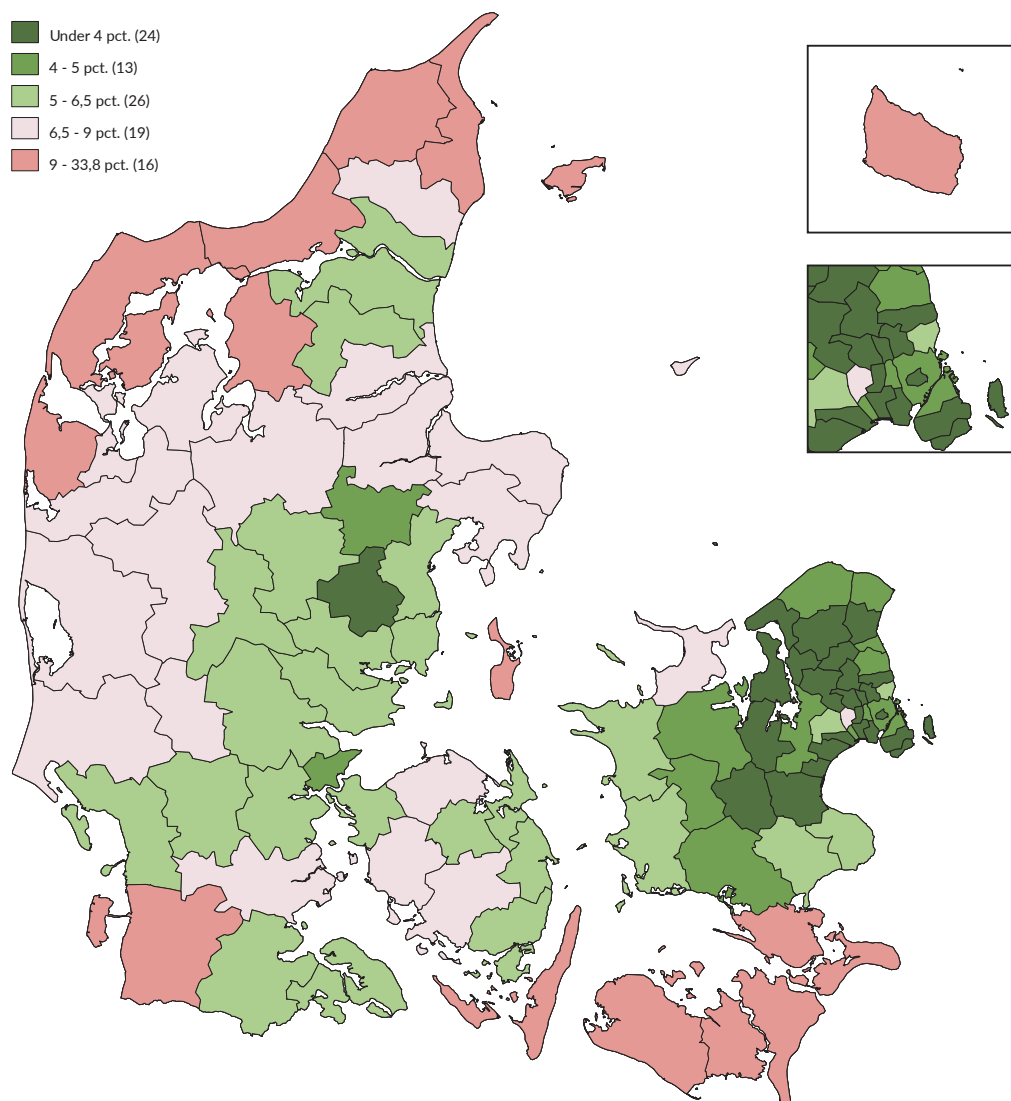 Under 4 pct. (24)
4 - 5 pct. (13)
5 - 6,5 pct. (26)
6,5 - 9 pct. (19)
9 - 33,8 pct. (16)